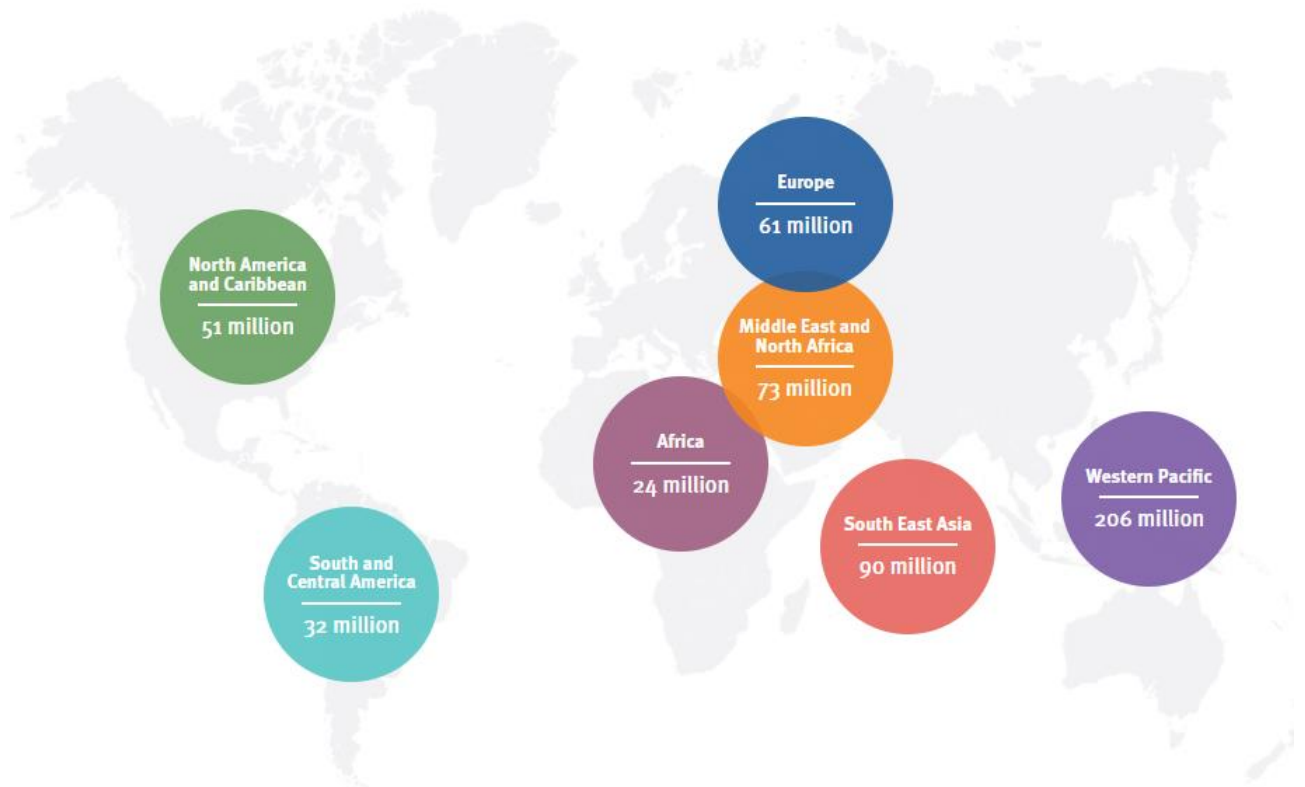 Europe
61 million
North America
and Caribbean
51 million
Middle East and
North Africa
73 million
Africa
24 million
Western Pacific
206 million
South East Asia
90 million
South and
Central America
32 million